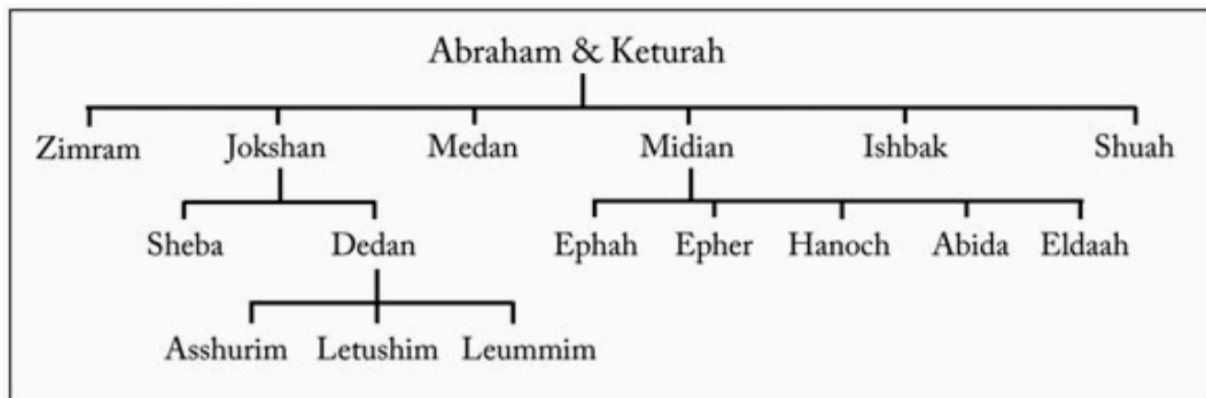 Abraham & Keturah
Zimram Jokshan Medan Midian Ishbak Shuah
Sheba Dedan Ephah Epher Hanoch Abida Eldaah
Asshurim Letushim Leummim